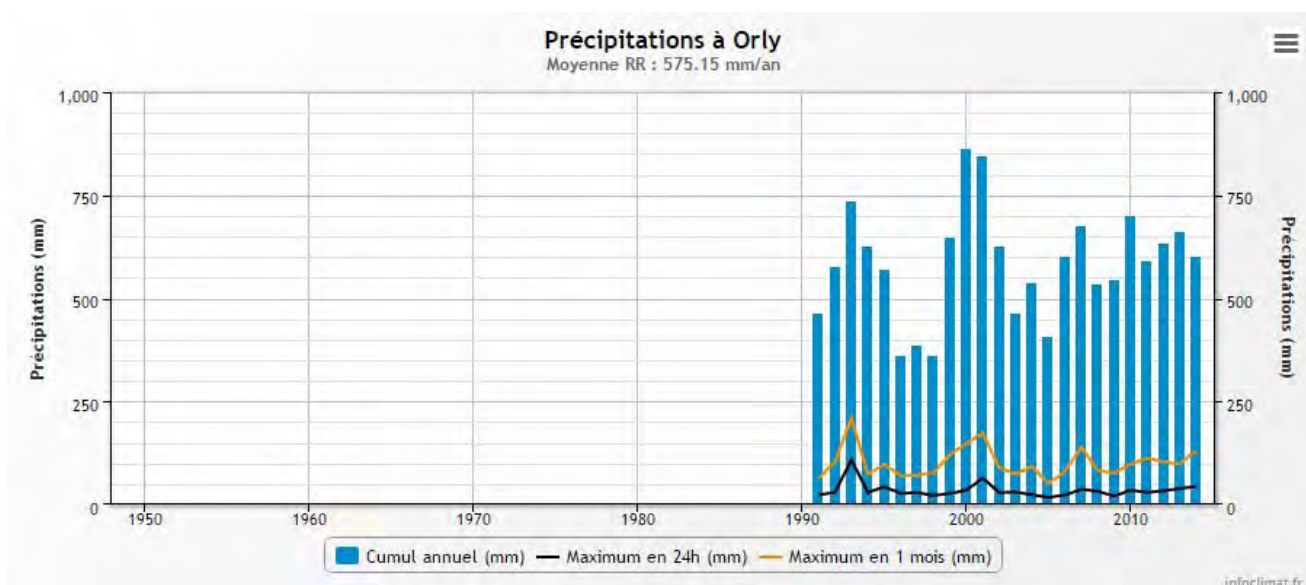 Précipitations à Orly
Moyenne RR : 575.15 mm/an
1,000
750
500
250
0
Précipitations (mm)
1,000
750
500
250
0
Précipitations (mm)
1950 1960 1970 1980 1990 2000 2010
Cumul annuel (mm) Maximum en 24h (mm) Maximum en 1 mois (mm)
infoclimat.fr